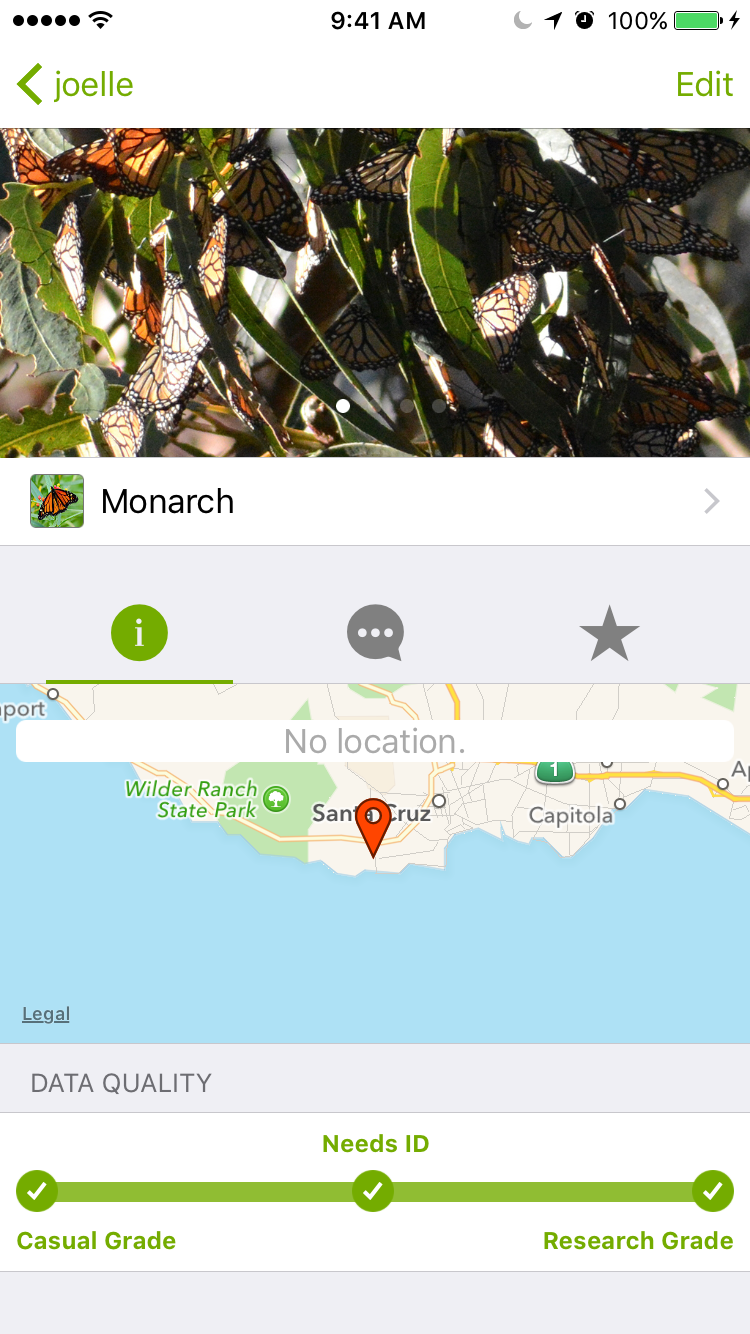 9:41 AM
100%
joelle
Edit
Monarch
i
port
No location.
1
Wilder Ranch
State Park
Santa Cruz
Capitola
Ap
Legal
DATA QUALITY
Needs ID
Casual Grade
Research Grade